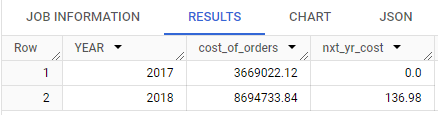 JOB INFORMATION RESULTS CHART JSON
Row YEAR cost_of_orders nxt_yr_cost
1 2017 3669022.12 0.0
2 2018 8694733.84 136.98